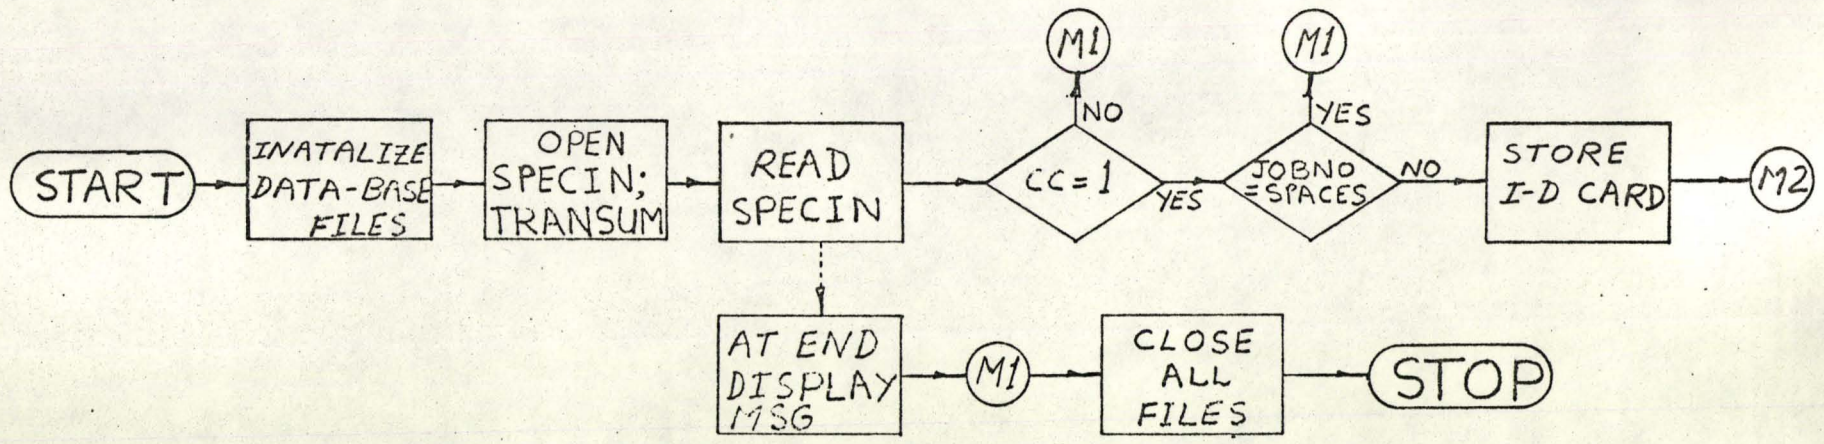 M1
M1
NO
YES
START
INATALIZE
DATA-BASE
FILES
OPEN
SPECIN;
TRANSUM
READ
SPECIN
CC=1
YES
JOBNO
=SPACES
NO
STORE
I-D CARD
M2
AT END
DISPLAY
MSG
M1
CLOSE
ALL
FILES
STOP